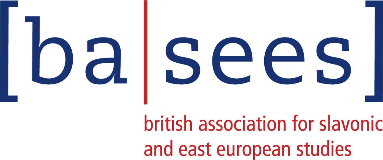 [ba|sees]
british association for slavonic
and east european studies